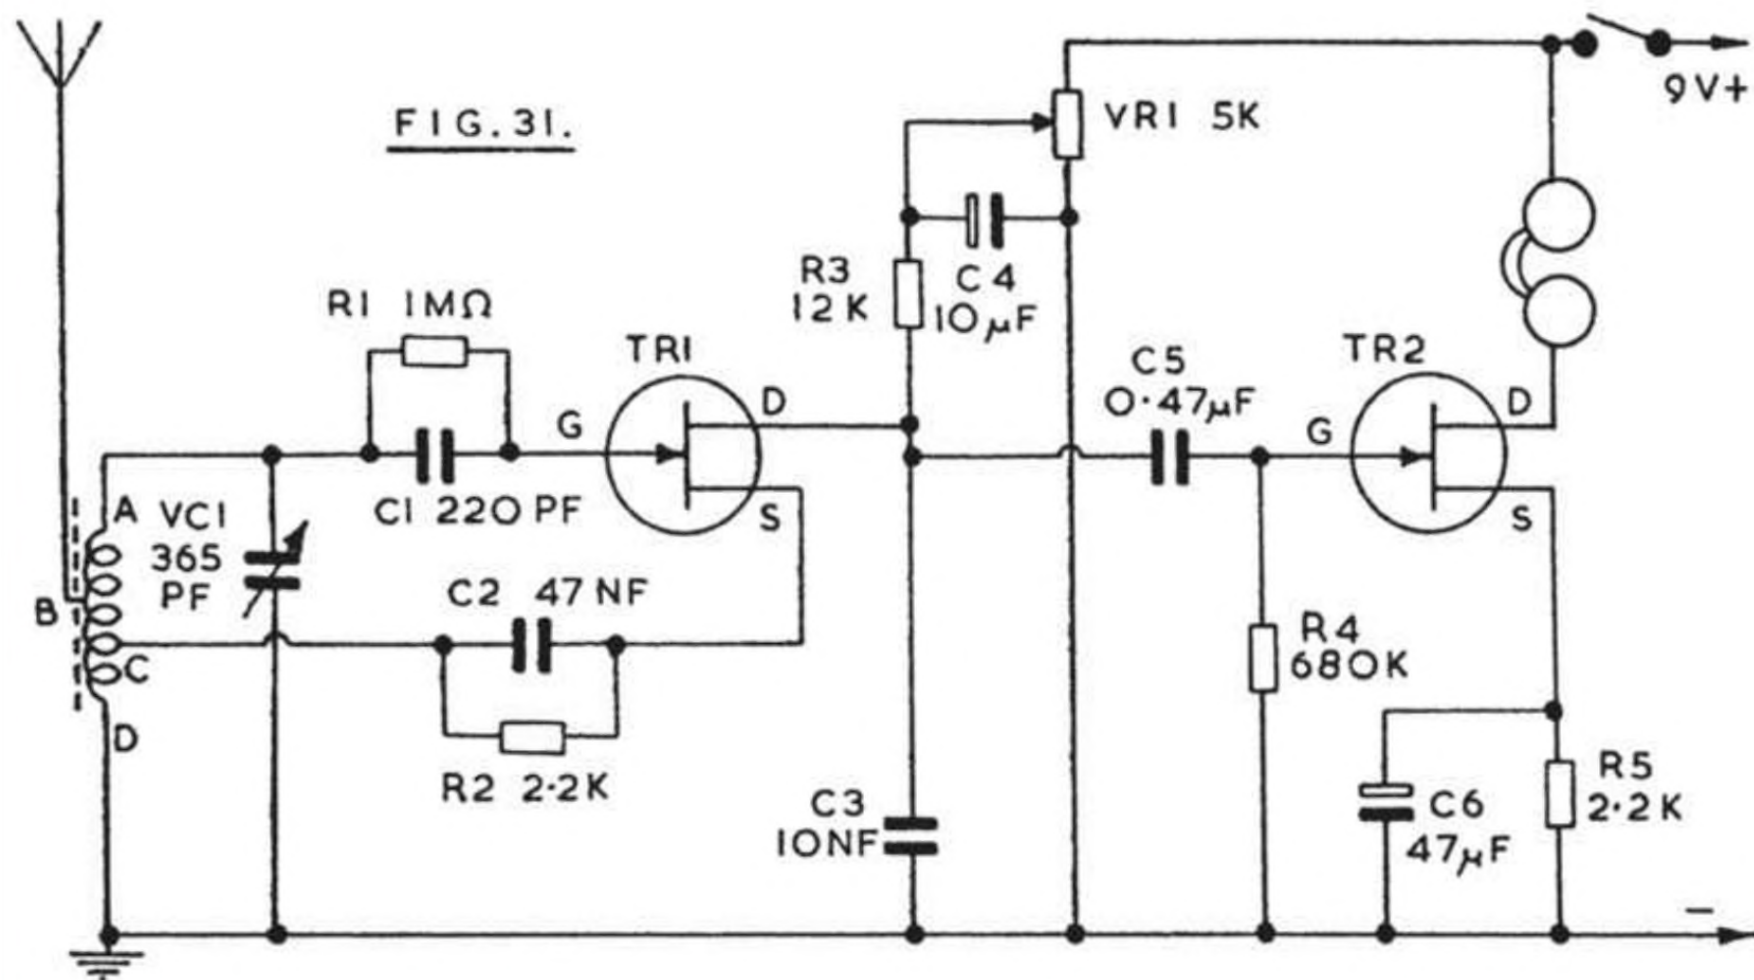 FIG.31.
VR1 5K
9V+
R3
12K
C4
10µF
R1 1MΩ
TR1
G
D
S
C1 220 PF
C5
0·47µF
TR2
G
D
S
A
VC1
365
PF
B
C
D
C2 47 NF
R2 2·2K
R4
680K
C3
10NF
C6
47µF
R5
2·2K
−